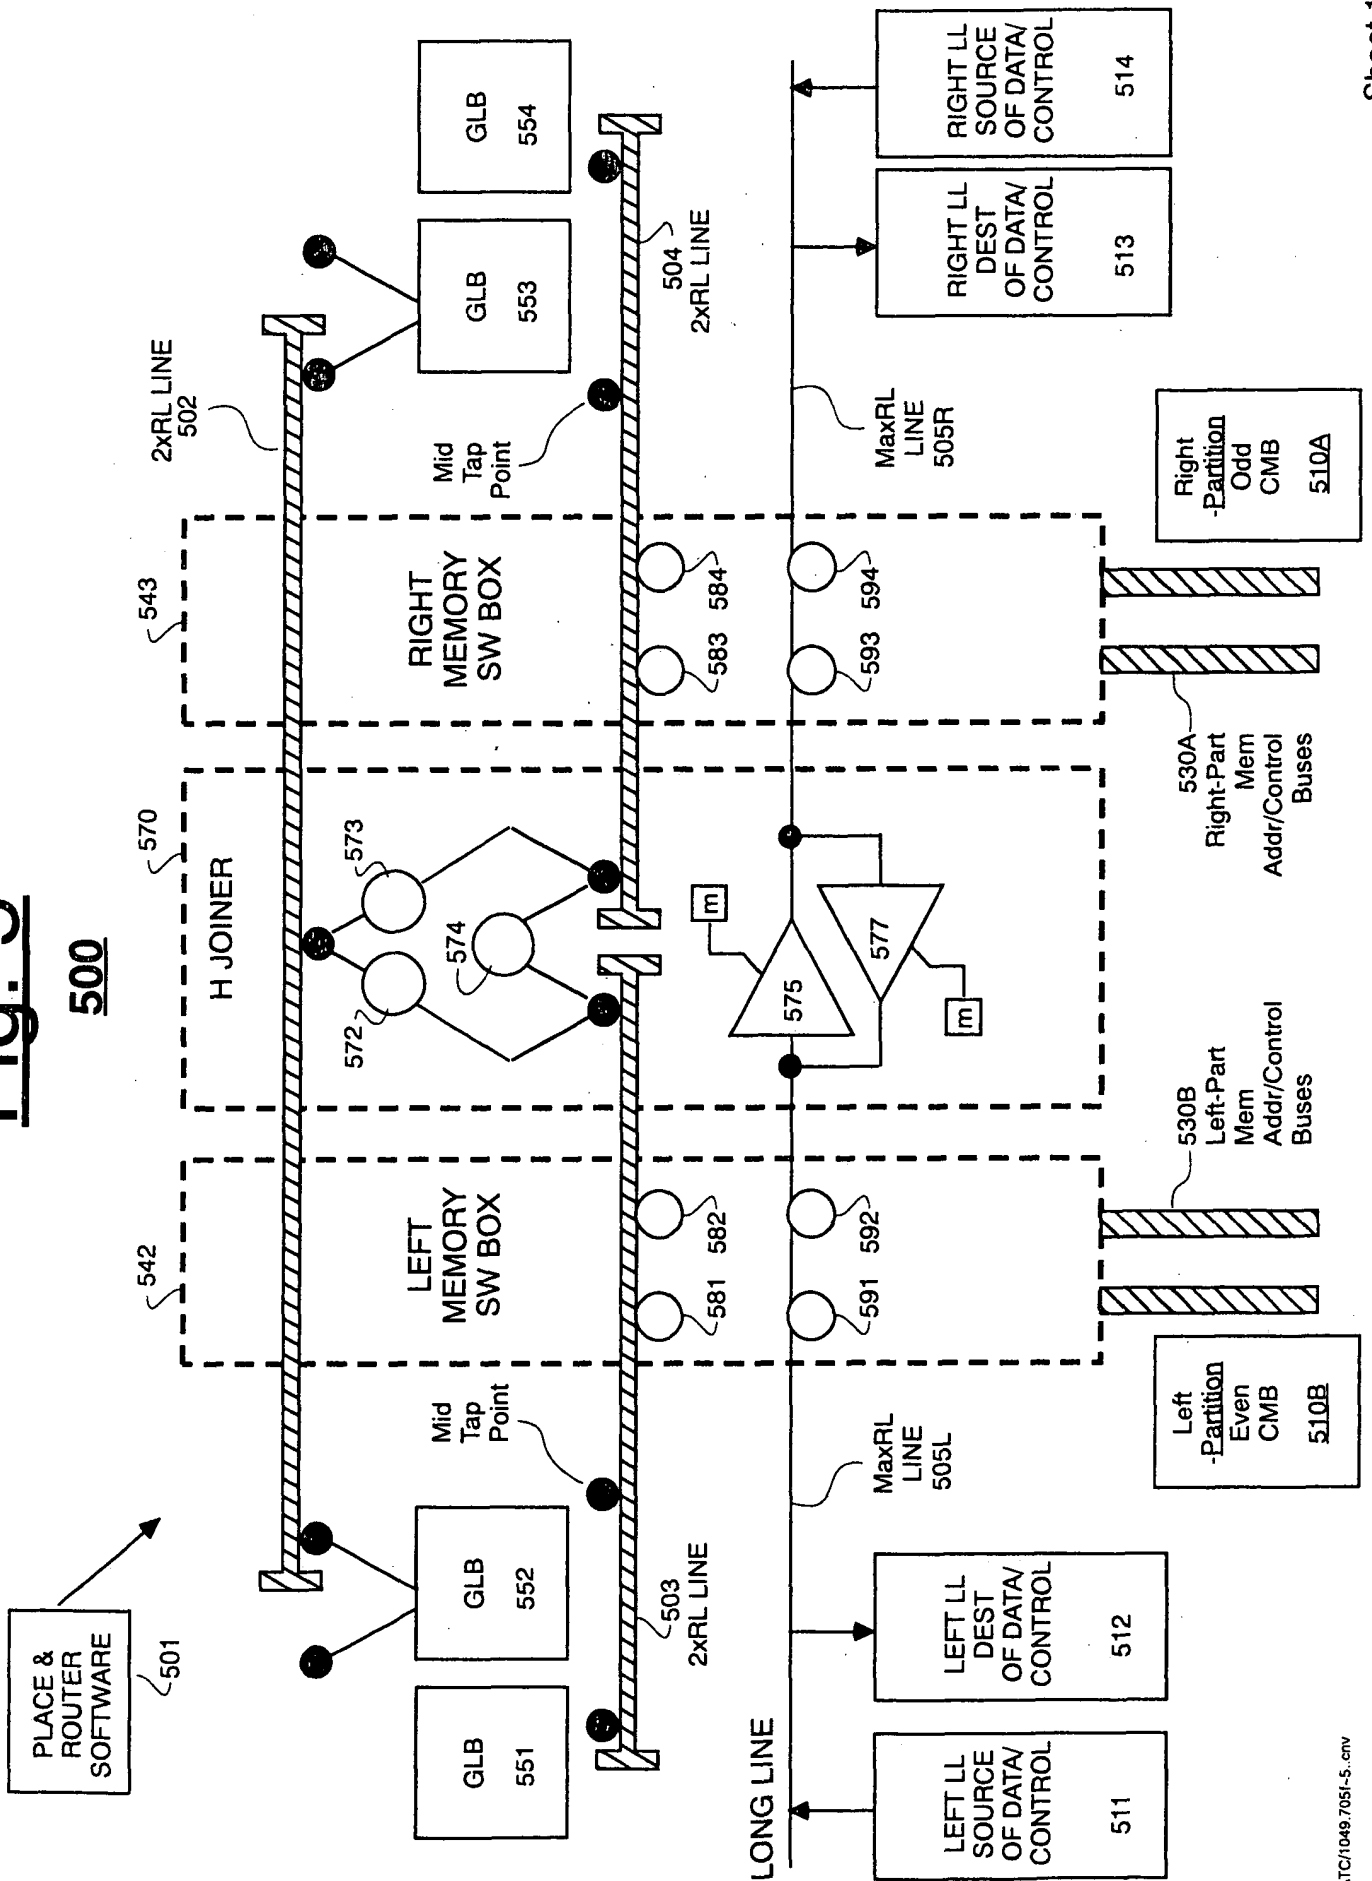 500
PLACE &
ROUTER
SOFTWARE
501
542
570
543
2xRL LINE
502
H JOINER
LEFT
MEMORY
SW BOX
RIGHT
MEMORY
SW BOX
572
573
574
GLB
551
GLB
552
GLB
553
GLB
554
Mid
Tap
Point
Mid
Tap
Point
503
2xRL LINE
504
2xRL LINE
581
582
583
584
LONG LINE
m
575
577
m
591
592
593
594
MaxRL
LINE
505L
MaxRL
LINE
505R
LEFT LL
SOURCE
OF DATA/
CONTROL
511
LEFT LL
DEST
OF DATA/
CONTROL
512
RIGHT LL
DEST
OF DATA/
CONTROL
513
RIGHT LL
SOURCE
OF DATA/
CONTROL
514
Left
-Partition
Even
CMB
510B
530B
Left-Part
Mem
Addr/Control
Buses
530A
Right-Part
Mem
Addr/Control
Buses
Right
-Partition
Odd
CMB
510A
TC/1049.705f-5..cnv